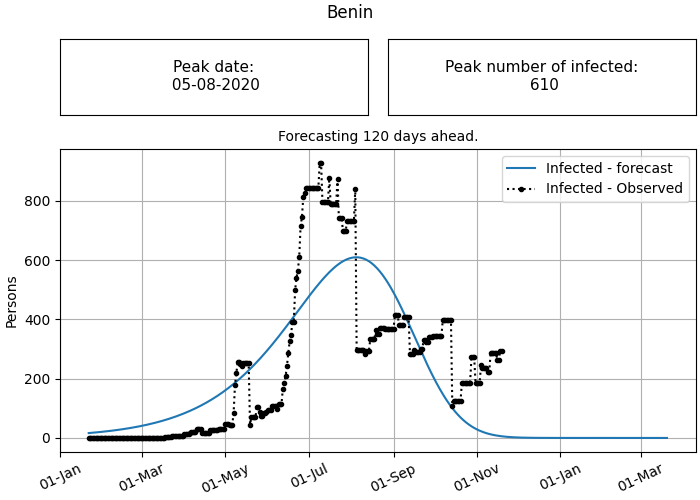 Benin
Peak date:
05-08-2020
Peak number of infected:
610
Forecasting 120 days ahead.
Infected - forecast
Infected - Observed
Persons
800
600
400
200
0
01-Jan
01-Mar
01-May
01-Jul
01-Sep
01-Nov
01-Jan
01-Mar